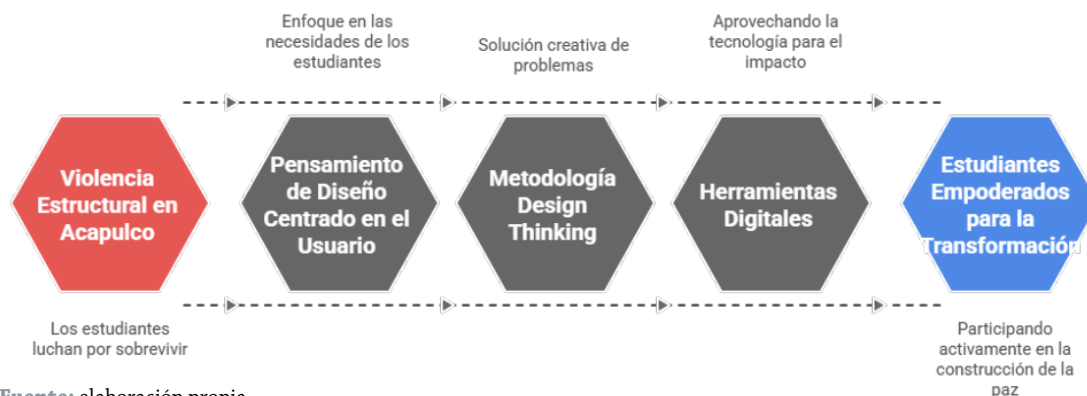 Enfoque en las
necesidades de los
estudiantes
Solución creativa de
problemas
Aprovechando la
tecnología para el
impacto
Violencia
Estructural en
Acapulco
Pensamiento
de Diseño
Centrado en el
Usuario
Metodología
Design
Thinking
Herramientas
Digitales
Estudiantes
Empoderados
para la
Transformación
Los estudiantes
luchan por sobrevivir
Participando
activamente en la
construcción de la
paz
Fuente: elaboración propia